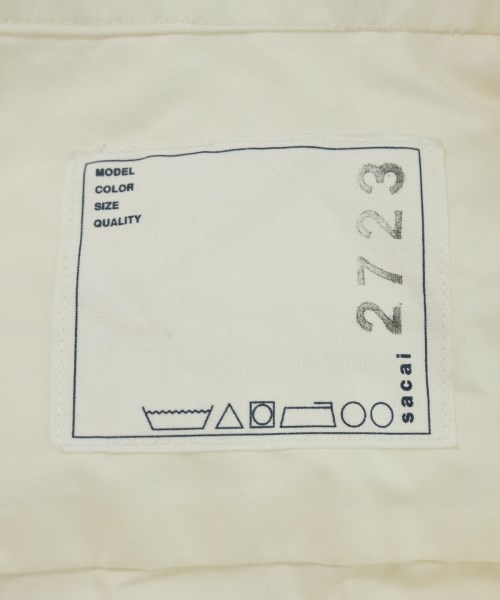 MODEL
COLOR
SIZE
QUALITY
2723
sacai